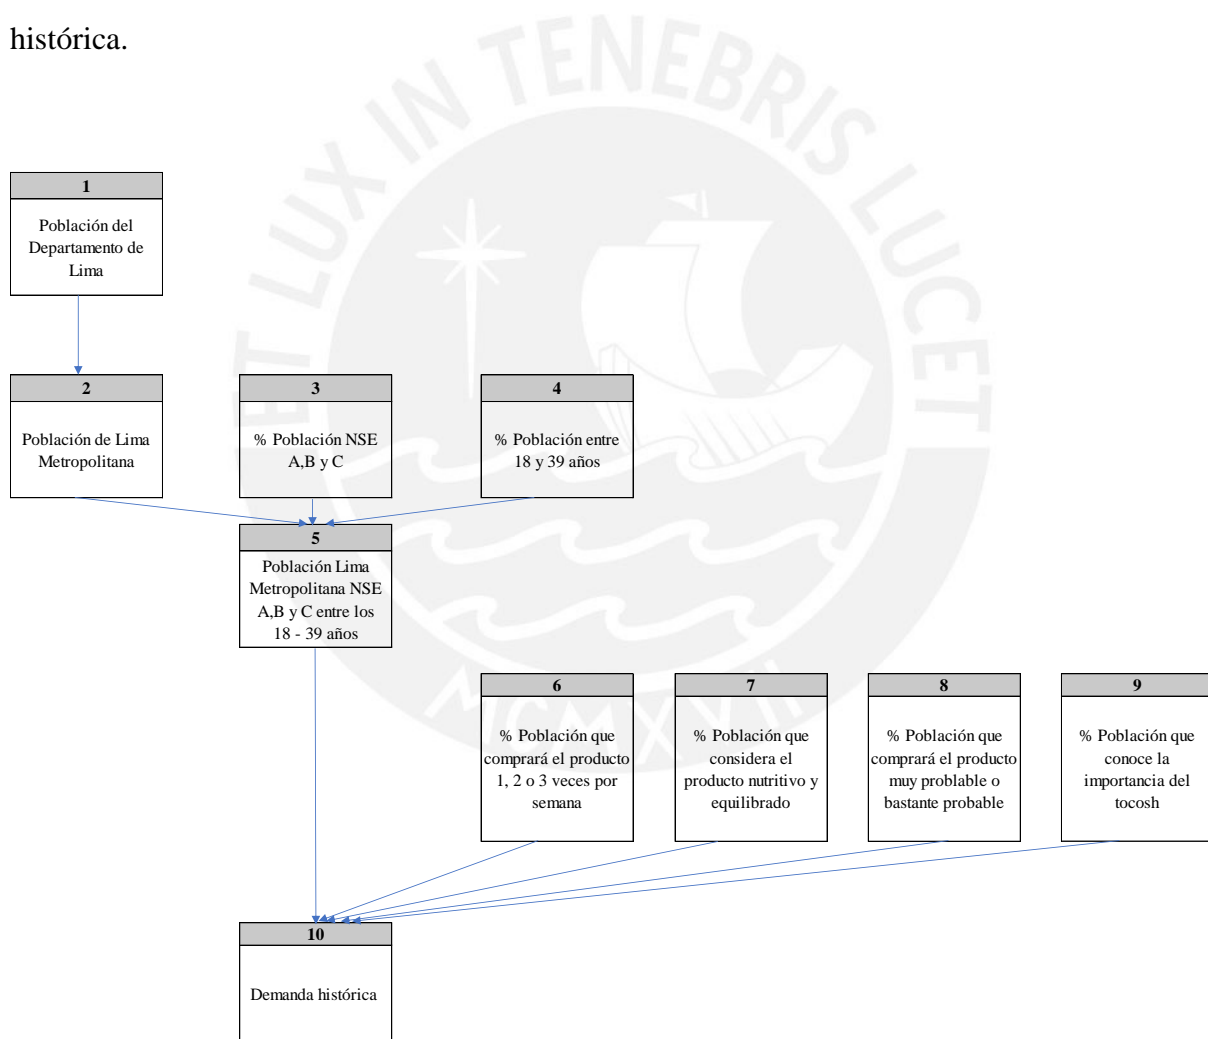 histórica.
ET LUX IN TENEBRIS LUCET
MCMXVII
1
Población del
Departamento de
Lima
2
Población de Lima
Metropolitana
3
% Población NSE
A,B y C
4
% Población entre
18 y 39 años
5
Población Lima
Metropolitana NSE
A,B y C entre los
18 - 39 años
6
% Población que
comprará el producto
1, 2 o 3 veces por
semana
7
% Población que
considera el
producto nutritivo y
equilibrado
8
% Población que
comprará el producto
muy problable o
bastante probable
9
% Población que
conoce la
importancia del
tocosh
10
Demanda histórica